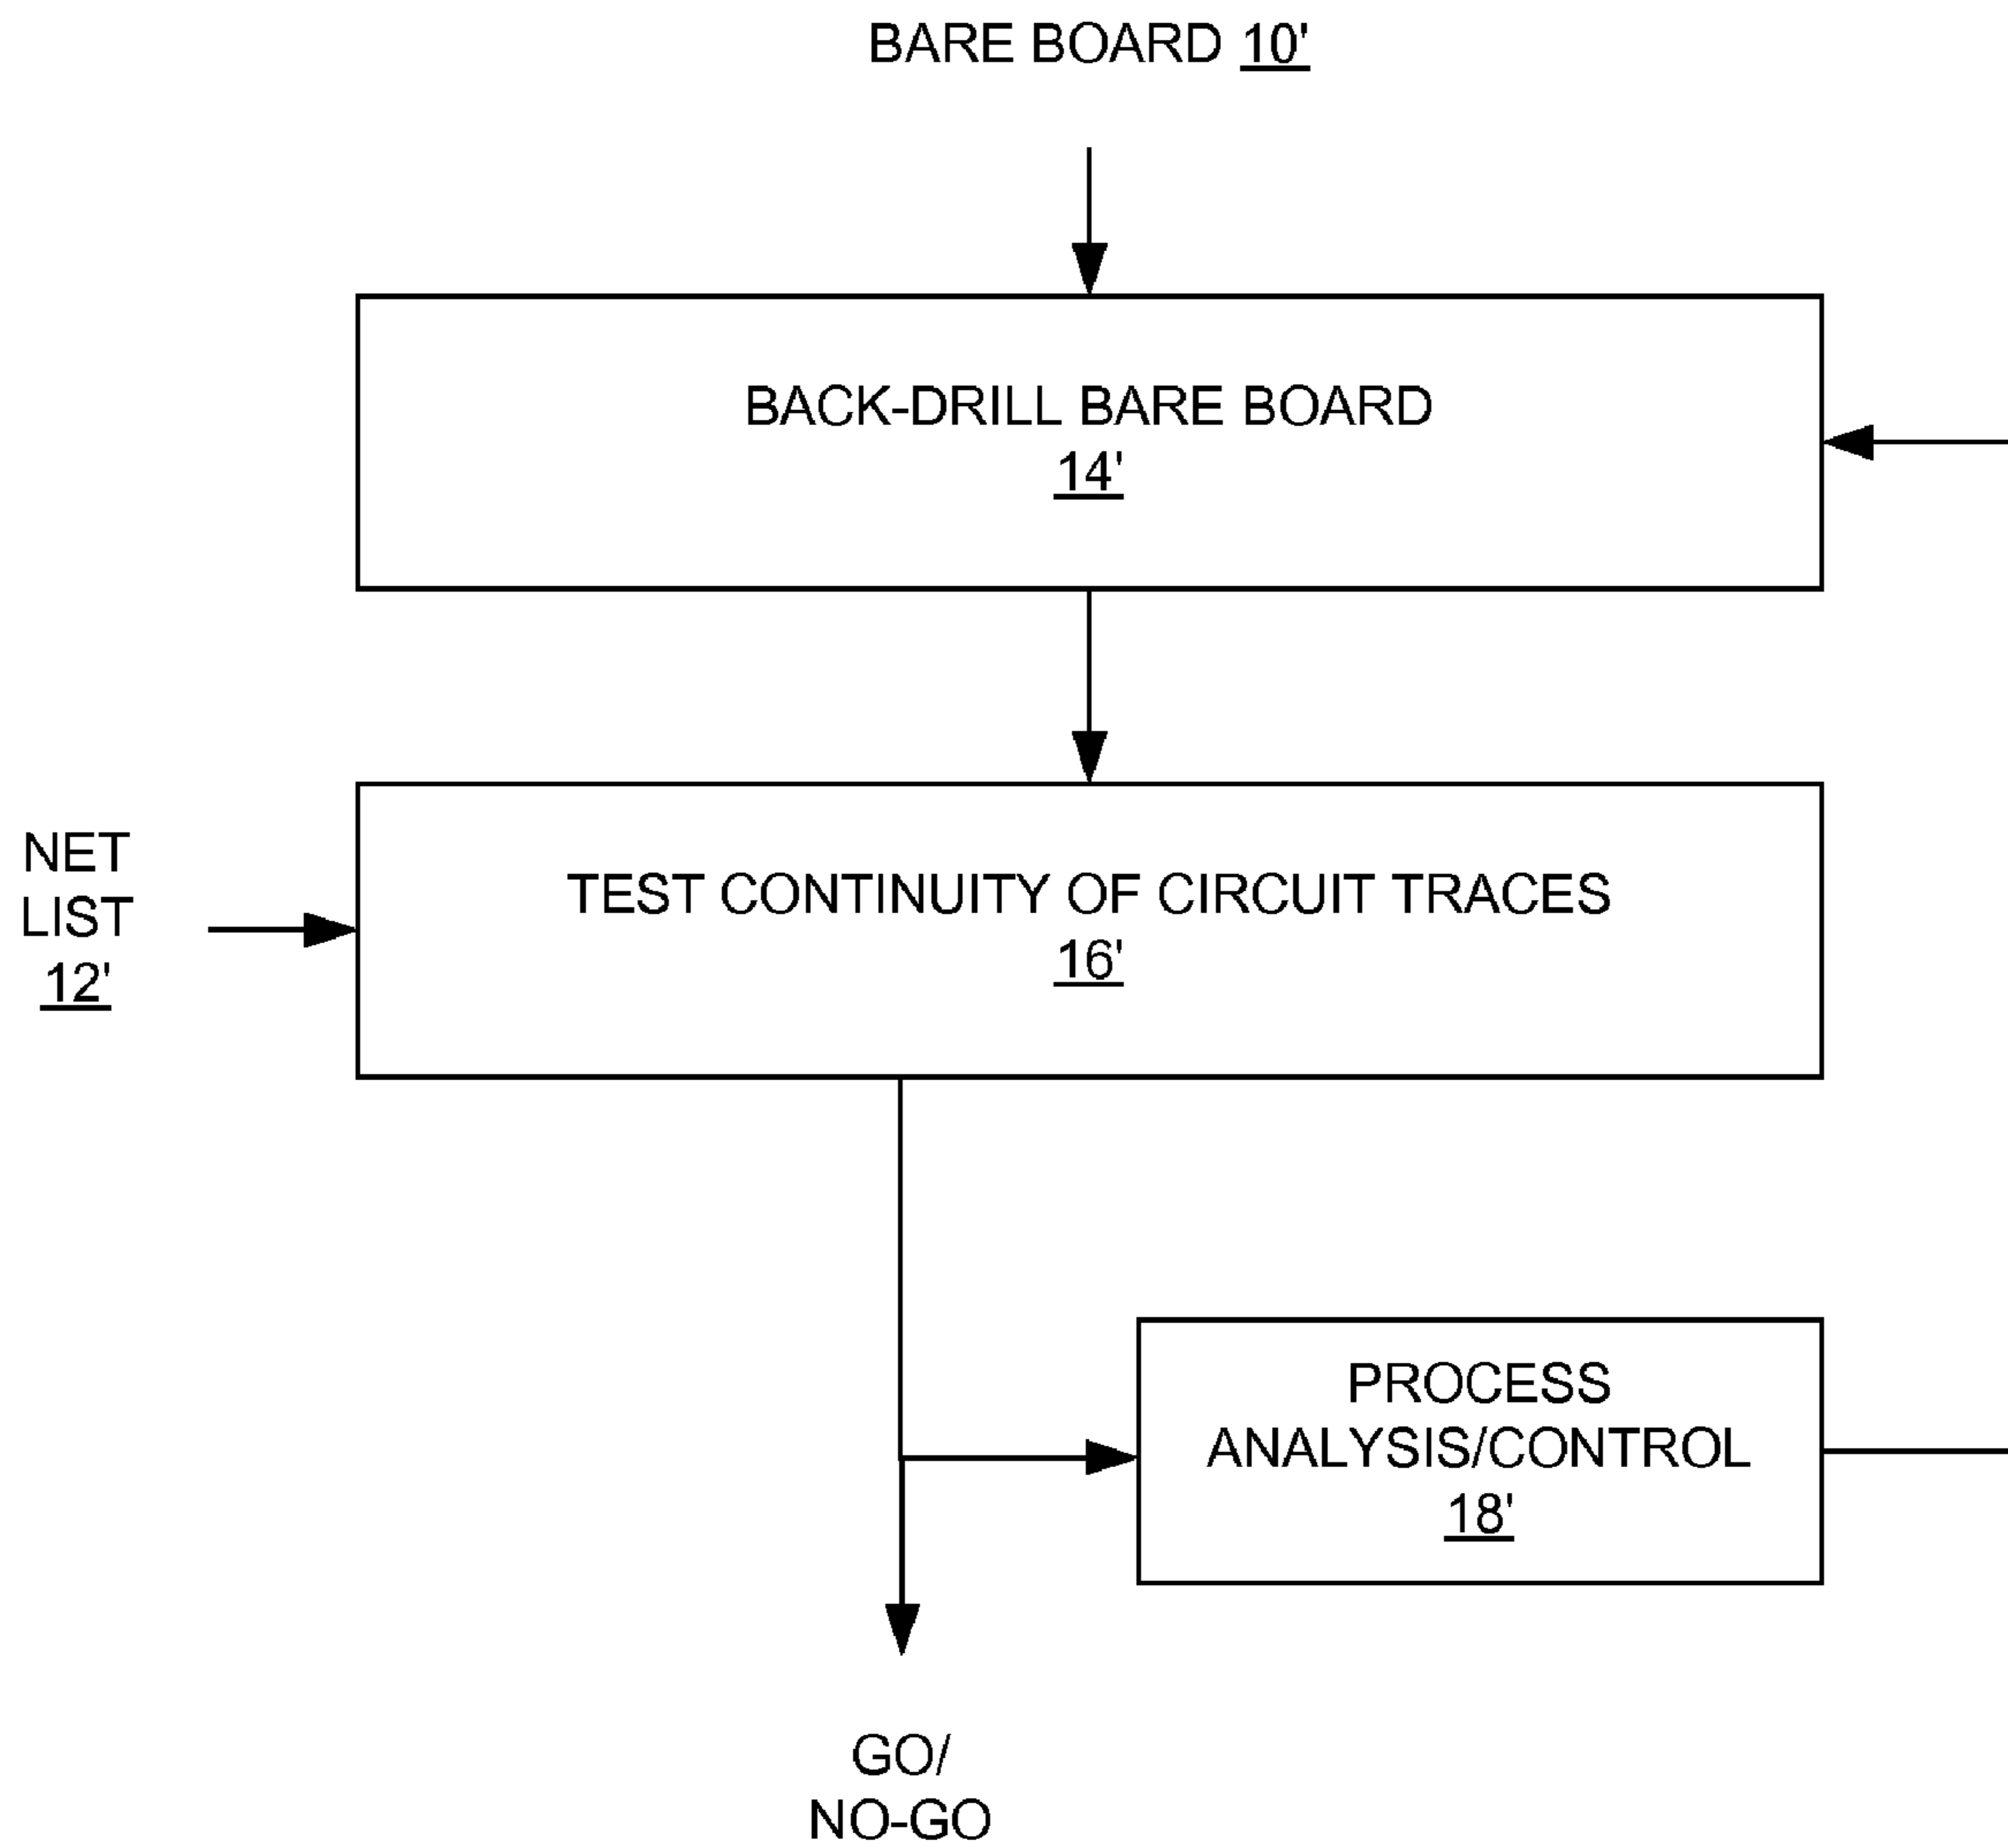 BARE BOARD 10'
BACK-DRILL BARE BOARD
14'
NET
LIST
12'
TEST CONTINUITY OF CIRCUIT TRACES
16'
PROCESS
ANALYSIS/CONTROL
18'
GO/
NO-GO